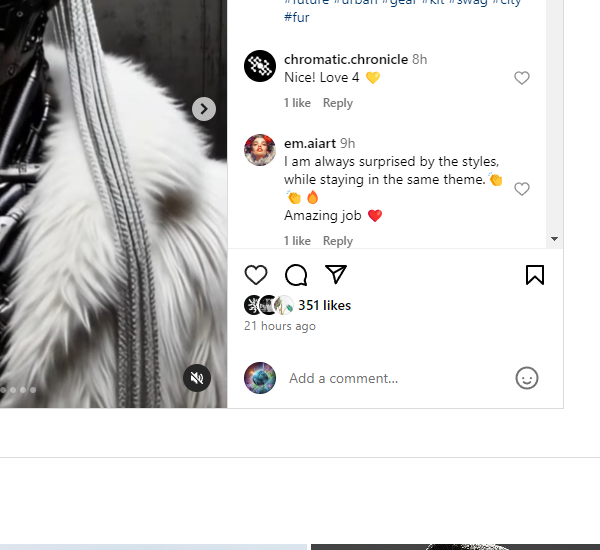 #future #urban #gear #kit #swag #city
#fur
chromatic.chronicle 8h
Nice! Love 4 💛
1 like Reply
em.aiart 9h
I am always surprised by the styles,
while staying in the same theme.👏
👏 🔥
Amazing job ❤️
1 like Reply
351 likes
21 hours ago
Add a comment...